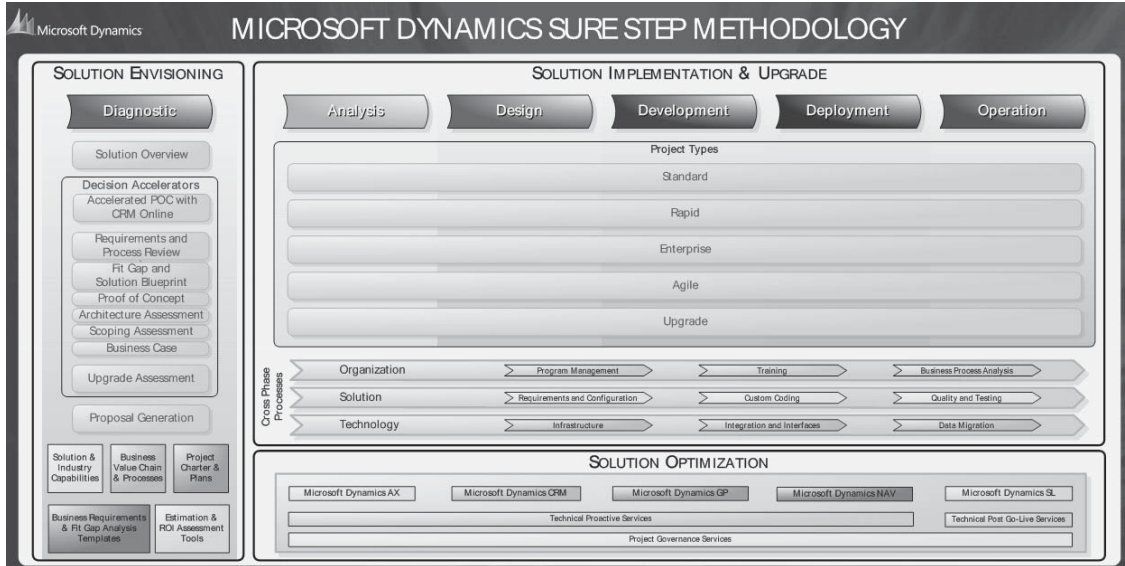 Microsoft Dynamics
MICROSOFT DYNAMICS SURE STEP METHODOLOGY
SOLUTION ENVISIONING
Diagnostic
Solution Overview
Decision Accelerators
Accelerated POC with
CRM Online
Requirements and
Process Review
Fit Gap and
Solution Blueprint
Proof of Concept
Architecture Assessment
Scoping Assessment
Business Case
Upgrade Assessment
Proposal Generation
Solution &
Industry
Capabilities
Business
Value Chain
& Processes
Project
Charter &
Plans
Business Requirements
& Fit Gap Analysis
Templates
Estimation &
ROI Assessment
Tools
SOLUTION IMPLEMENTATION & UPGRADE
Analysis
Design
Development
Deployment
Operation
Project Types
Standard
Rapid
Enterprise
Agile
Upgrade
Cross Phase
Processes
Organization
Program Management
Training
Business Process Analysis
Solution
Requirements and Configuration
Custom Coding
Quality and Testing
Technology
Infrastructure
Integration and Interfaces
Data Migration
SOLUTION OPTIMIZATION
Microsoft Dynamics AX
Microsoft Dynamics CRM
Microsoft Dynamics GP
Microsoft Dynamics NAV
Microsoft Dynamics SL
Technical Proactive Services
Technical Post Go-Live Services
Project Governance Services